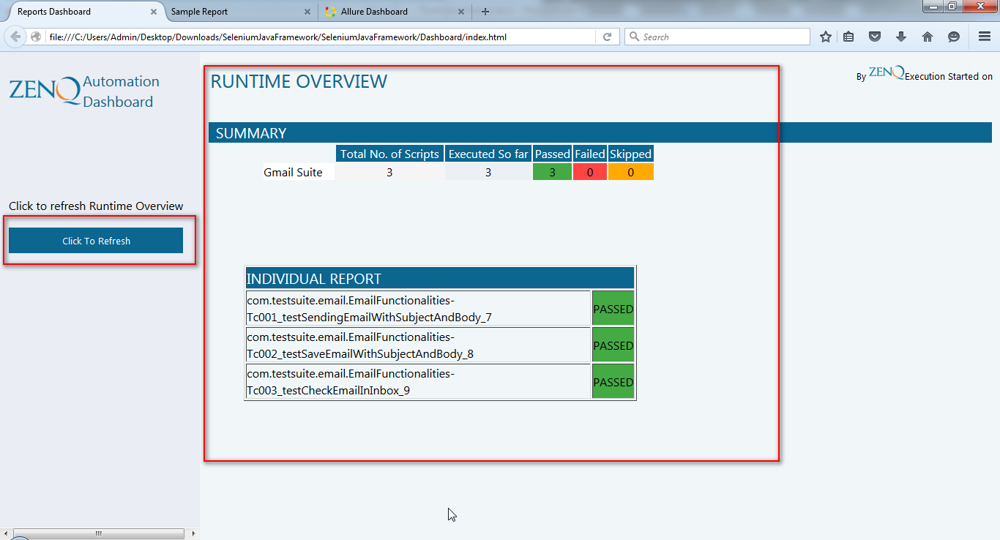 Reports Dashboard
Sample Report
Allure Dashboard
file:///C:/Users/Admin/Desktop/Downloads/SeleniumJavaFramework/SeleniumJavaFramework/Dashboard/index.html
Search
ZENQ Automation
Dashboard
Click to refresh Runtime Overview
Click To Refresh
RUNTIME OVERVIEW
By ZENQ Execution Started on
SUMMARY
Total No. of Scripts Executed So far Passed Failed Skipped
Gmail Suite 3 3 3 0 0
INDIVIDUAL REPORT
com.testsuite.email.EmailFunctionalities-
Tc001_testSendingEmailWithSubjectAndBody_7
PASSED
com.testsuite.email.EmailFunctionalities-
Tc002_testSaveEmailWithSubjectAndBody_8
PASSED
com.testsuite.email.EmailFunctionalities-
Tc003_testCheckEmailInInbox_9
PASSED